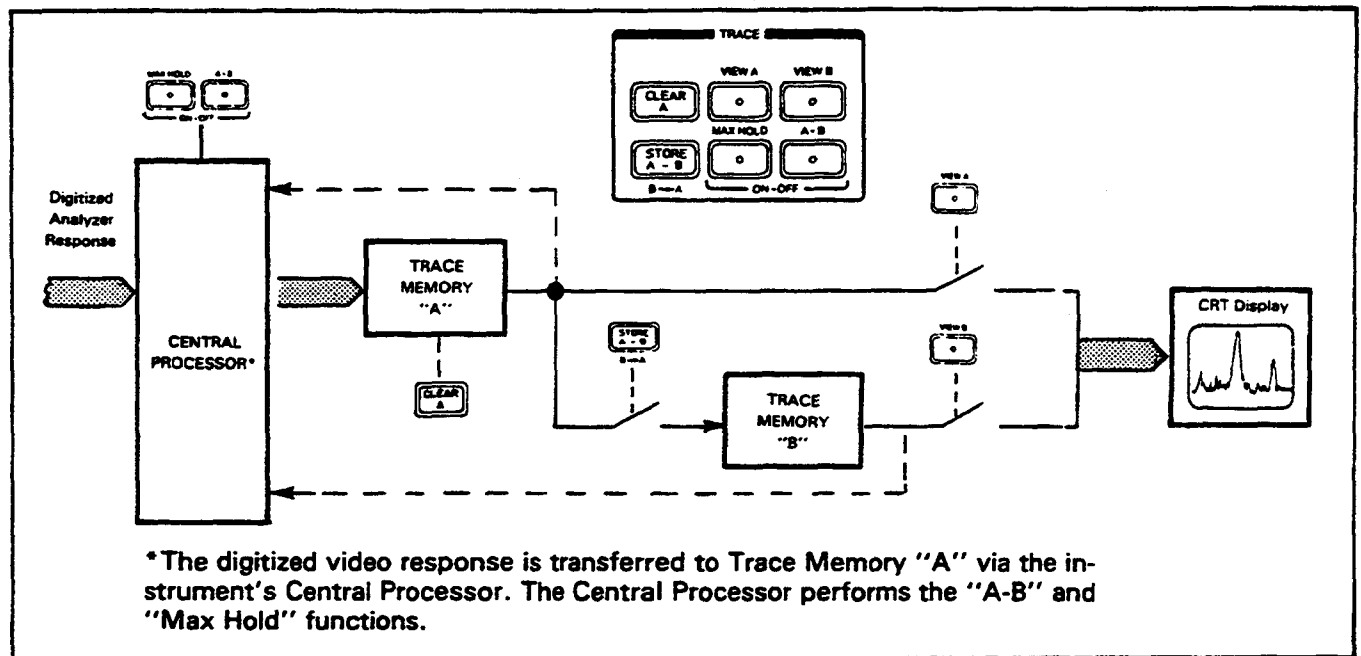 TRACE
VIEW A
VIEW B
CLEAR
A
MAX HOLD
A-B
STORE
A - B
B→A
ON-OFF
MAX HOLD
A-B
ON-OFF
Digitized
Analyzer
Response
CENTRAL
PROCESSOR*
TRACE
MEMORY
"A"
CLEAR
A
STORE
A - B
B→A
TRACE
MEMORY
"B"
VIEW A
VIEW B
CRT Display
*The digitized video response is transferred to Trace Memory "A" via the in-
strument's Central Processor. The Central Processor performs the "A-B" and
"Max Hold" functions.